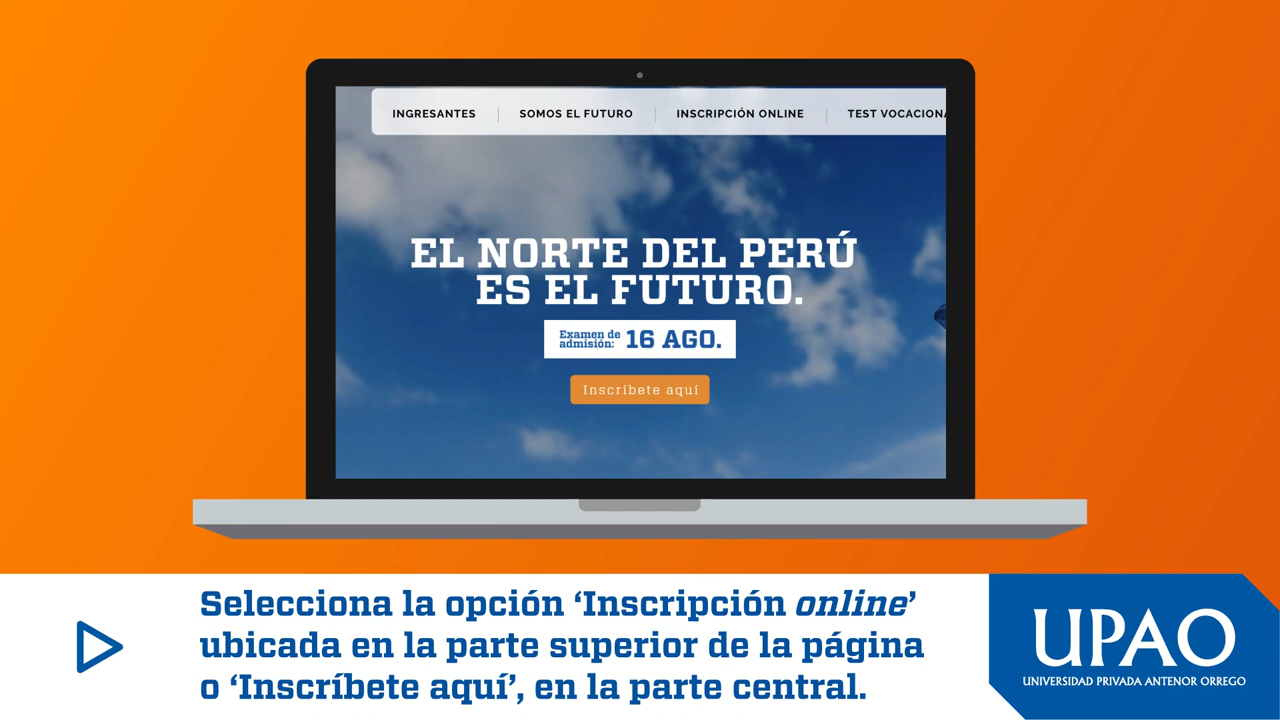 INGRESANTES
SOMOS EL FUTURO
INSCRIPCIÓN ONLINE
TEST VOCACIONA
EL NORTE DEL PERÚ
ES EL FUTURO.
Examen de
admisión:
16 AGO.
Inscríbete aquí
Selecciona la opción ‘Inscripción online’
ubicada en la parte superior de la página
o ‘Inscríbete aquí’, en la parte central.
UPAO
UNIVERSIDAD PRIVADA ANTENOR ORREGO